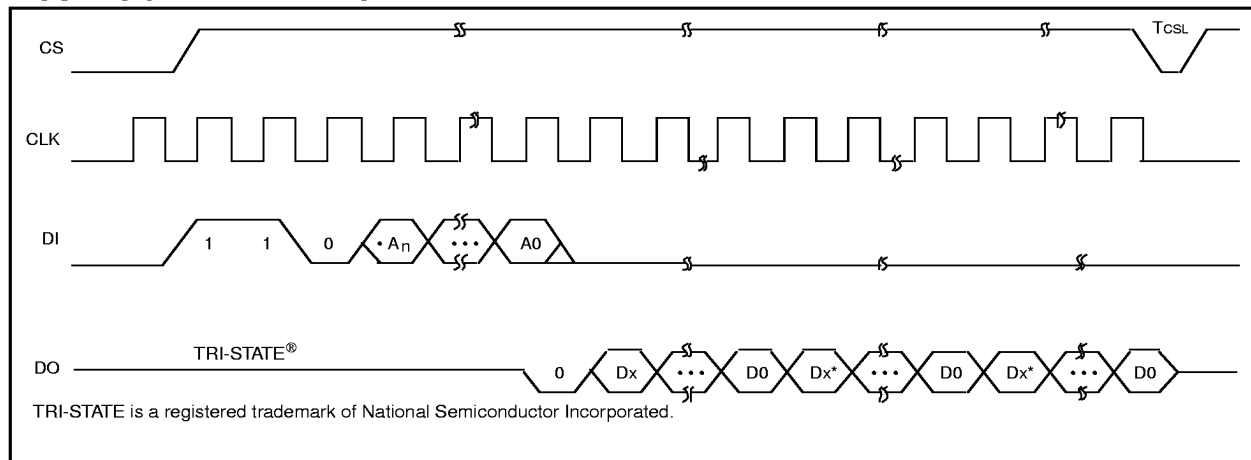 CS TCSL
CLK
DI 1 1 0 • An ••• A0
TRI-STATE®
DO 0 Dx ••• D0 Dx* ••• D0 Dx* ••• D0
TRI-STATE is a registered trademark of National Semiconductor Incorporated.